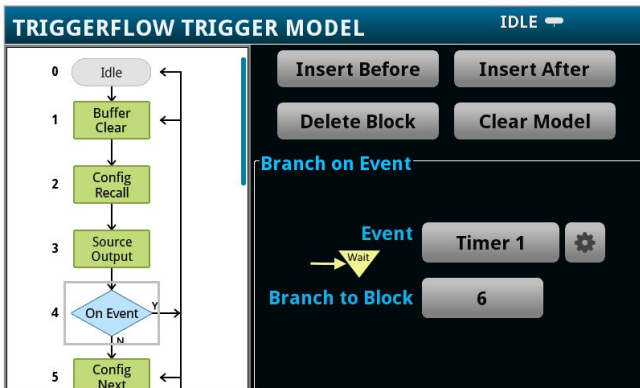 TRIGGERFLOW TRIGGER MODEL
IDLE
0
Idle
1
Buffer
Clear
2
Config
Recall
3
Source
Output
4
On Event
Y
N
5
Config
Next
Insert Before
Insert After
Delete Block
Clear Model
Branch on Event
Event
Timer 1
Wait
Branch to Block
6